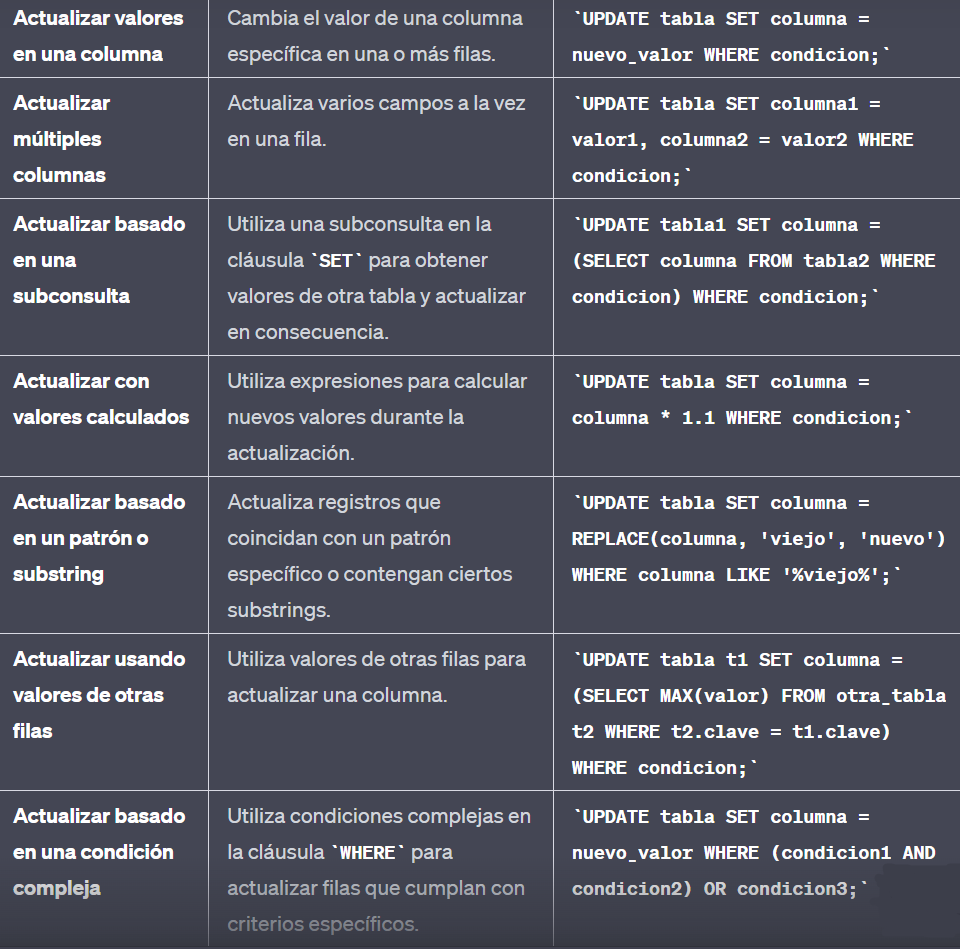 Actualizar valores
en una columna
Cambia el valor de una columna
específica en una o más filas.
`UPDATE tabla SET columna =
nuevo_valor WHERE condicion;`
Actualizar
múltiples
columnas
Actualiza varios campos a la vez
en una fila.
`UPDATE tabla SET columna1 =
valor1, columna2 = valor2 WHERE
condicion;`
Actualizar basado
en una
subconsulta
Utiliza una subconsulta en la
cláusula `SET` para obtener
valores de otra tabla y actualizar
en consecuencia.
`UPDATE tabla1 SET columna =
(SELECT columna FROM tabla2 WHERE
condicion) WHERE condicion;`
Actualizar con
valores calculados
Utiliza expresiones para calcular
nuevos valores durante la
actualización.
`UPDATE tabla SET columna =
columna * 1.1 WHERE condicion;`
Actualizar basado
en un patrón o
substring
Actualiza registros que
coincidan con un patrón
específico o contengan ciertos
substrings.
`UPDATE tabla SET columna =
REPLACE(columna, 'viejo', 'nuevo')
WHERE columna LIKE '%viejo%';`
Actualizar usando
valores de otras
filas
Utiliza valores de otras filas para
actualizar una columna.
`UPDATE tabla t1 SET columna =
(SELECT MAX(valor) FROM otra_tabla
t2 WHERE t2.clave = t1.clave)
WHERE condicion;`
Actualizar basado
en una condición
compleja
Utiliza condiciones complejas en
la cláusula `WHERE` para
actualizar filas que cumplan con
criterios específicos.
`UPDATE tabla SET columna =
nuevo_valor WHERE (condicion1 AND
condicion2) OR condicion3;`